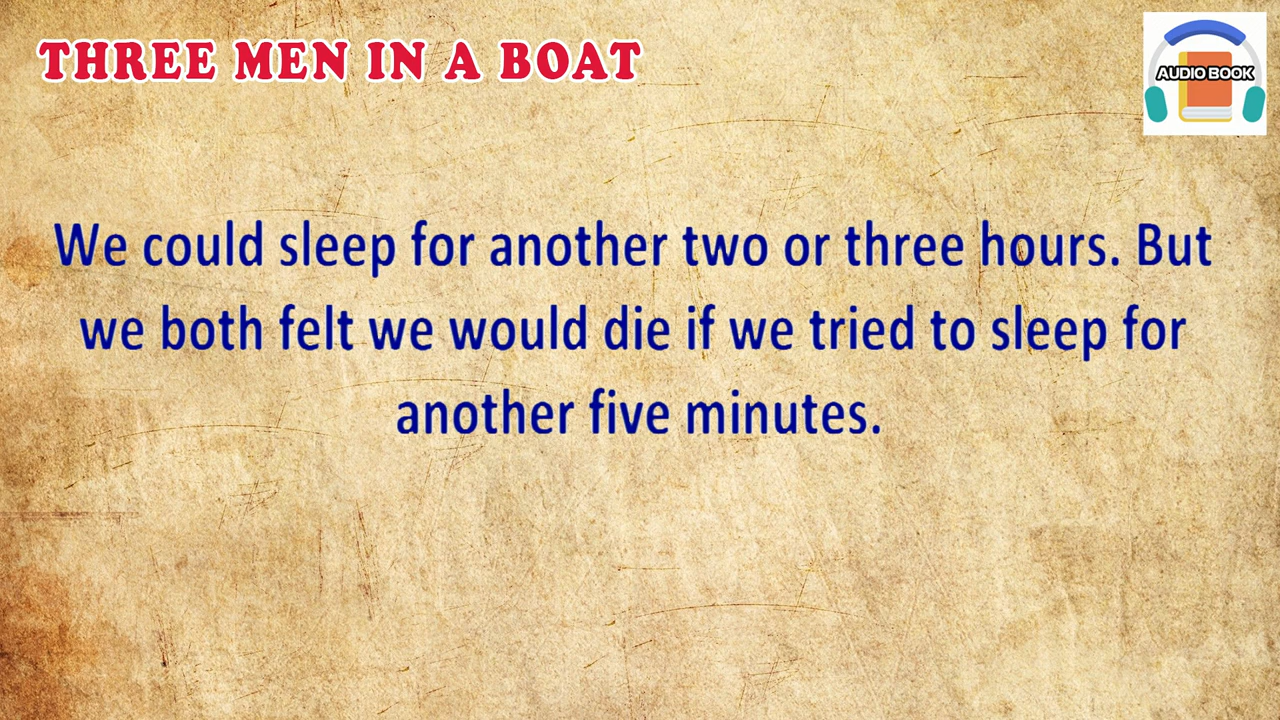 THREE MEN IN A BOAT
AUDIO BOOK
We could sleep for another two or three hours. But
we both felt we would die if we tried to sleep for
another five minutes.